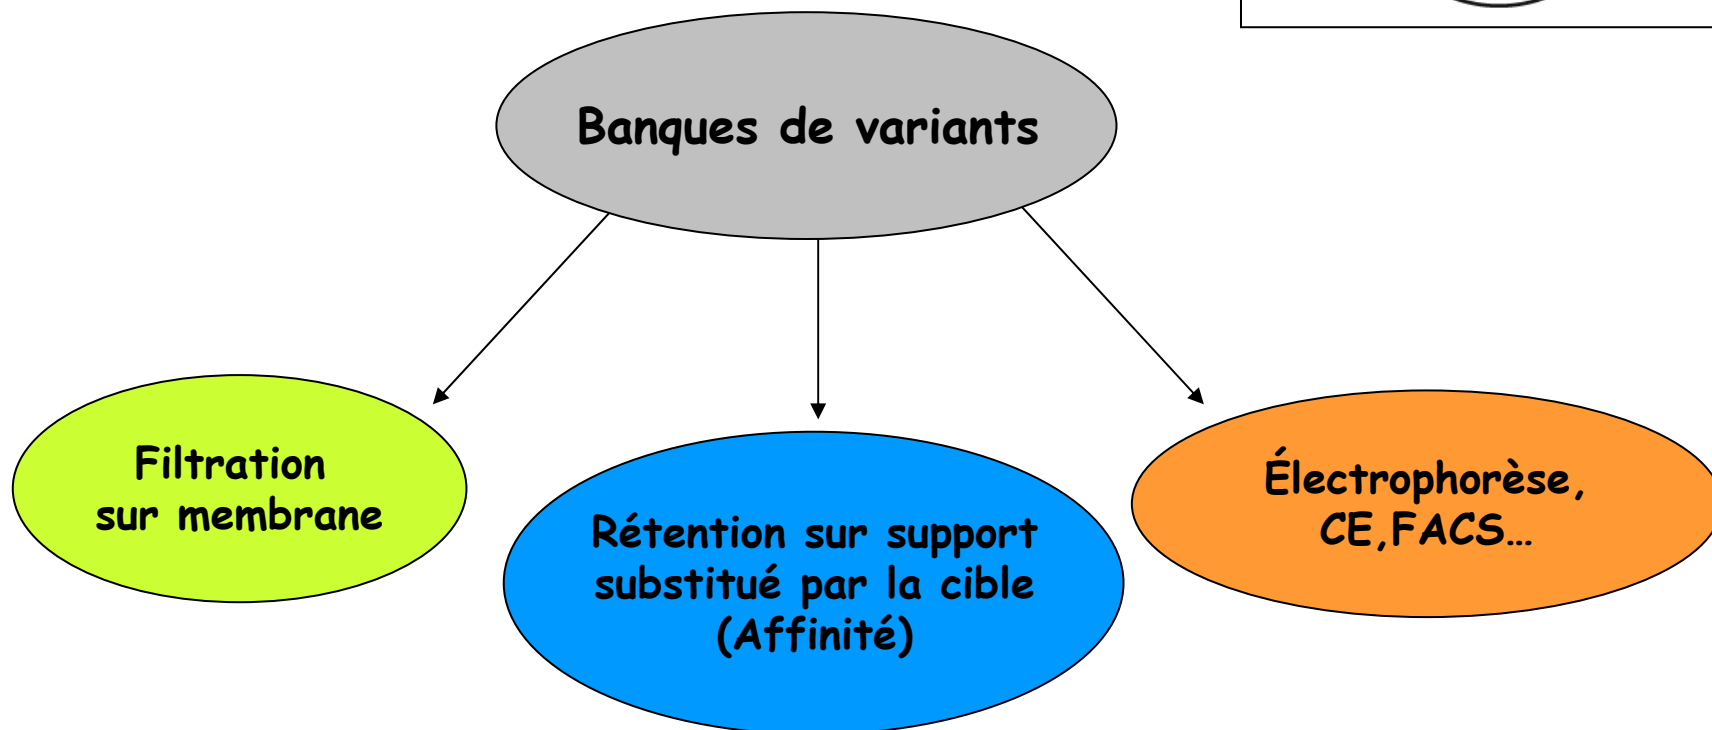 Banques de variants
Filtration
sur membrane
Rétention sur support
substitué par la cible
(Affinité)
Électrophorèse,
CE,FACS…